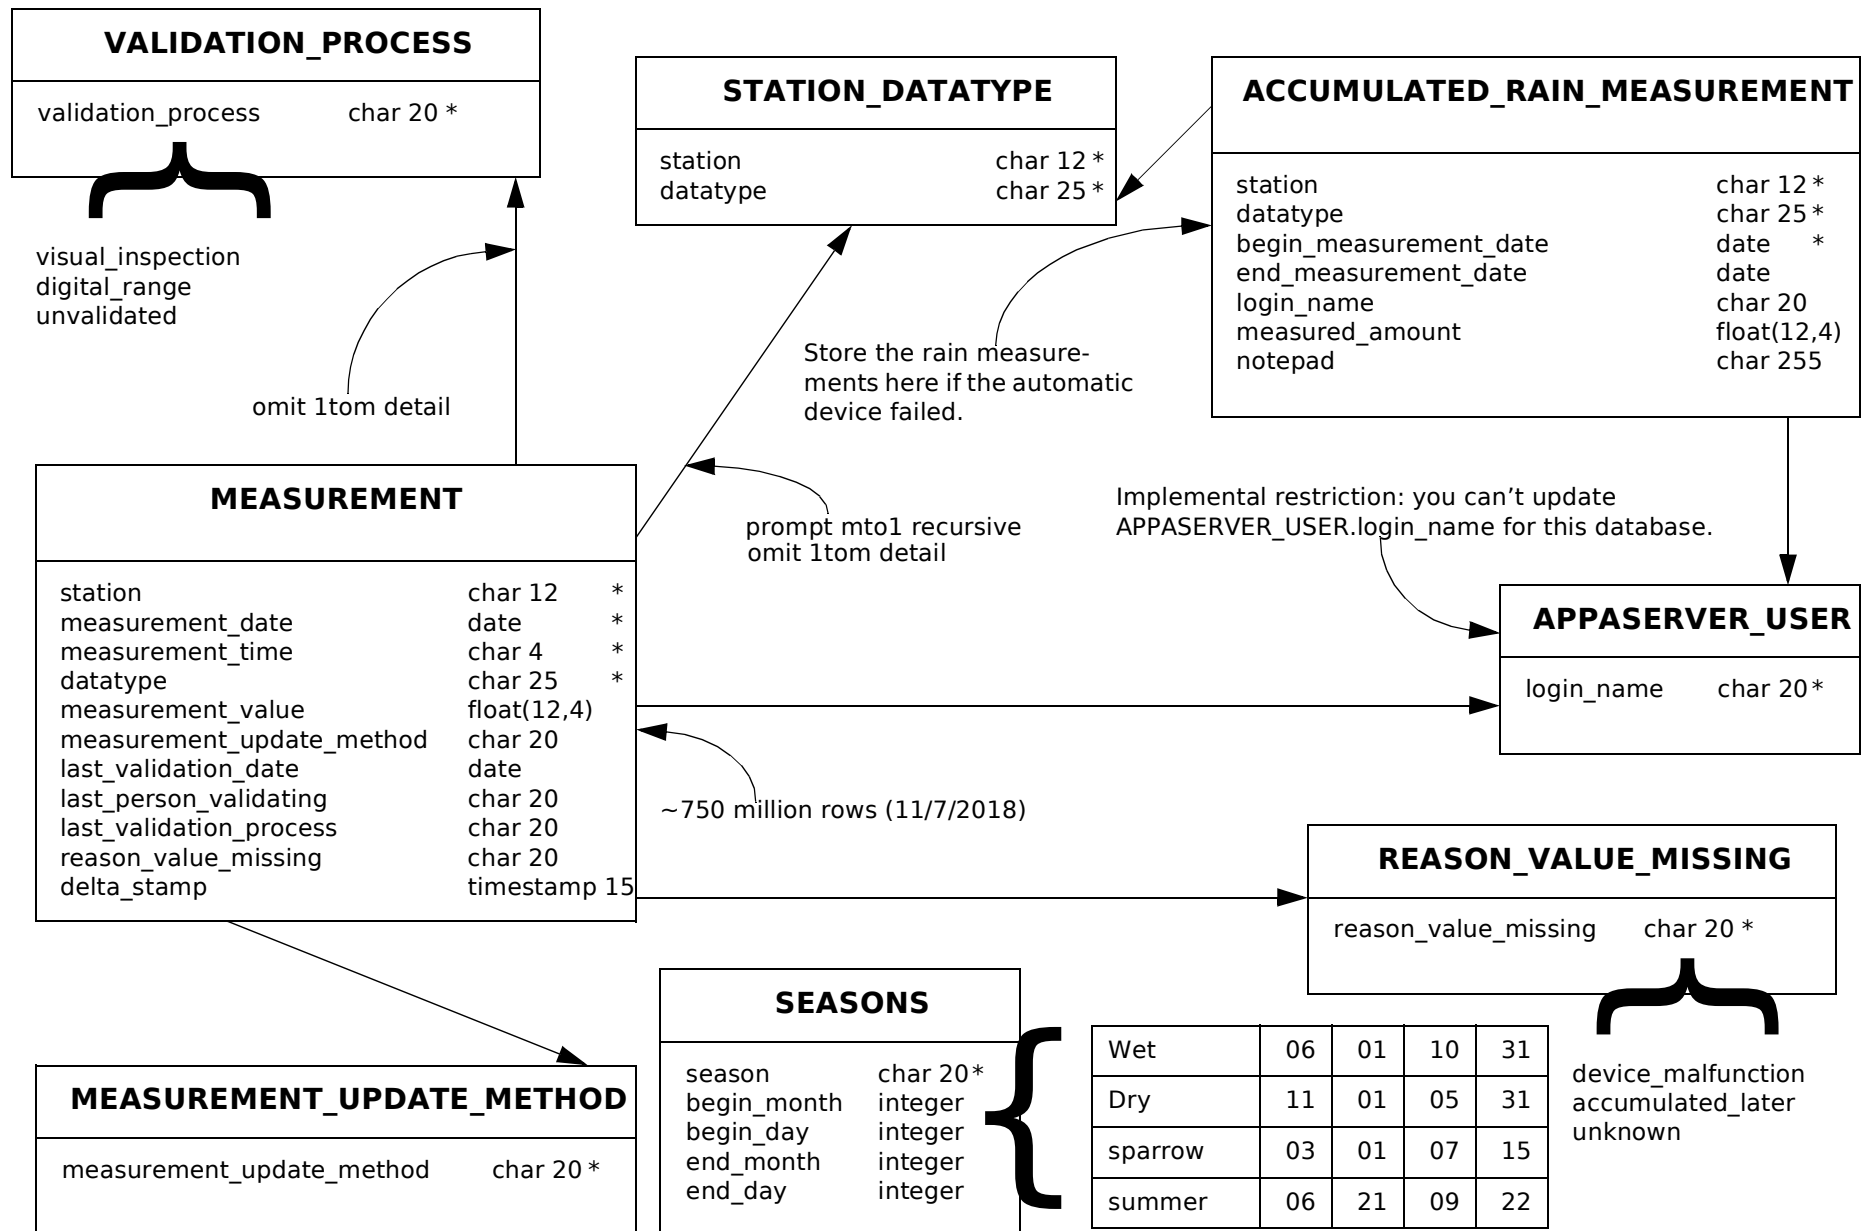 VALIDATION_PROCESS
validation_process char 20 *
visual_inspection
digital_range
unvalidated
omit 1tom detail
STATION_DATATYPE
station char 12 *
datatype char 25 *
ACCUMULATED_RAIN_MEASUREMENT
station char 12 *
datatype char 25 *
begin_measurement_date date *
end_measurement_date date
login_name char 20
measured_amount float(12,4)
notepad char 255
Store the rain measure-
ments here if the automatic
device failed.
MEASUREMENT
station char 12 *
measurement_date date *
measurement_time char 4 *
datatype char 25 *
measurement_value float(12,4)
measurement_update_method char 20
last_validation_date date
last_person_validating char 20
last_validation_process char 20
reason_value_missing char 20
delta_stamp timestamp 15
prompt mto1 recursive
omit 1tom detail
Implemental restriction: you can’t update
APPASERVER_USER.login_name for this database.
APPASERVER_USER
login_name char 20 *
~750 million rows (11/7/2018)
REASON_VALUE_MISSING
reason_value_missing char 20 *
device_malfunction
accumulated_later
unknown
MEASUREMENT_UPDATE_METHOD
measurement_update_method char 20 *
SEASONS
season char 20 *
begin_month integer
begin_day integer
end_month integer
end_day integer
Wet 06 01 10 31
Dry 11 01 05 31
sparrow 03 01 07 15
summer 06 21 09 22